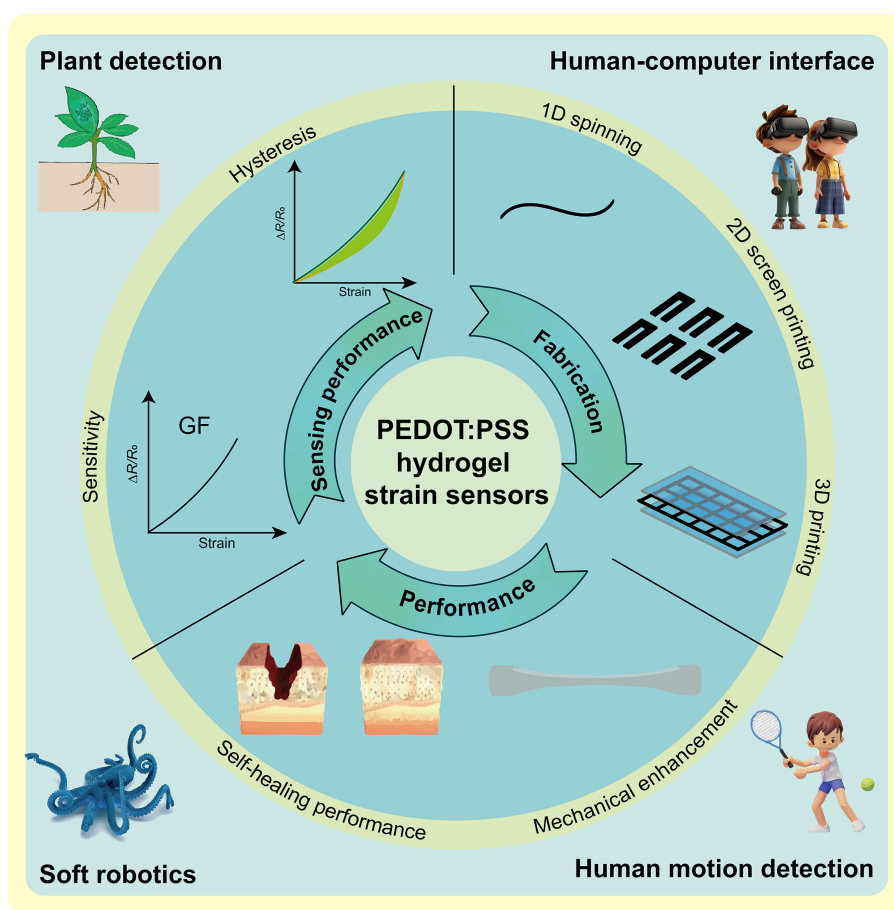 Plant detection
Human-computer interface
Hysteresis
1D spinning
ΔR/R₀
Strain
2D screen printing
Sensing performance
Fabrication
Sensitivity
GF
ΔR/R₀
Strain
PEDOT:PSS
hydrogel
strain sensors
3D printing
Performance
Self-healing performance
Mechanical enhancement
Soft robotics
Human motion detection